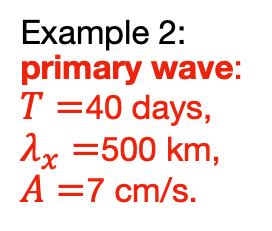 Example 2:
primary wave:
T =40 days,
λₓ =500 km,
A =7 cm/s.